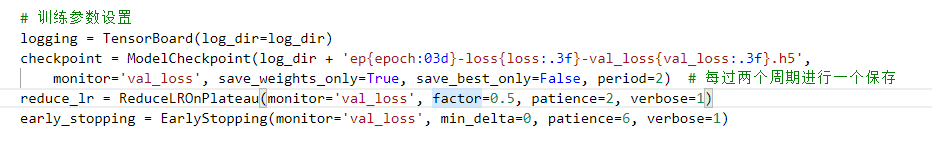 # 训练参数设置
logging = TensorBoard(log_dir=log_dir)
checkpoint = ModelCheckpoint(log_dir + 'ep{epoch:03d}-loss{loss:.3f}-val_loss{val_loss:.3f}.h5',
    monitor='val_loss', save_weights_only=True, save_best_only=False, period=2)  # 每过两个周期进行一个保存
reduce_lr = ReduceLROnPlateau(monitor='val_loss', factor=0.5, patience=2, verbose=1)
early_stopping = EarlyStopping(monitor='val_loss', min_delta=0, patience=6, verbose=1)